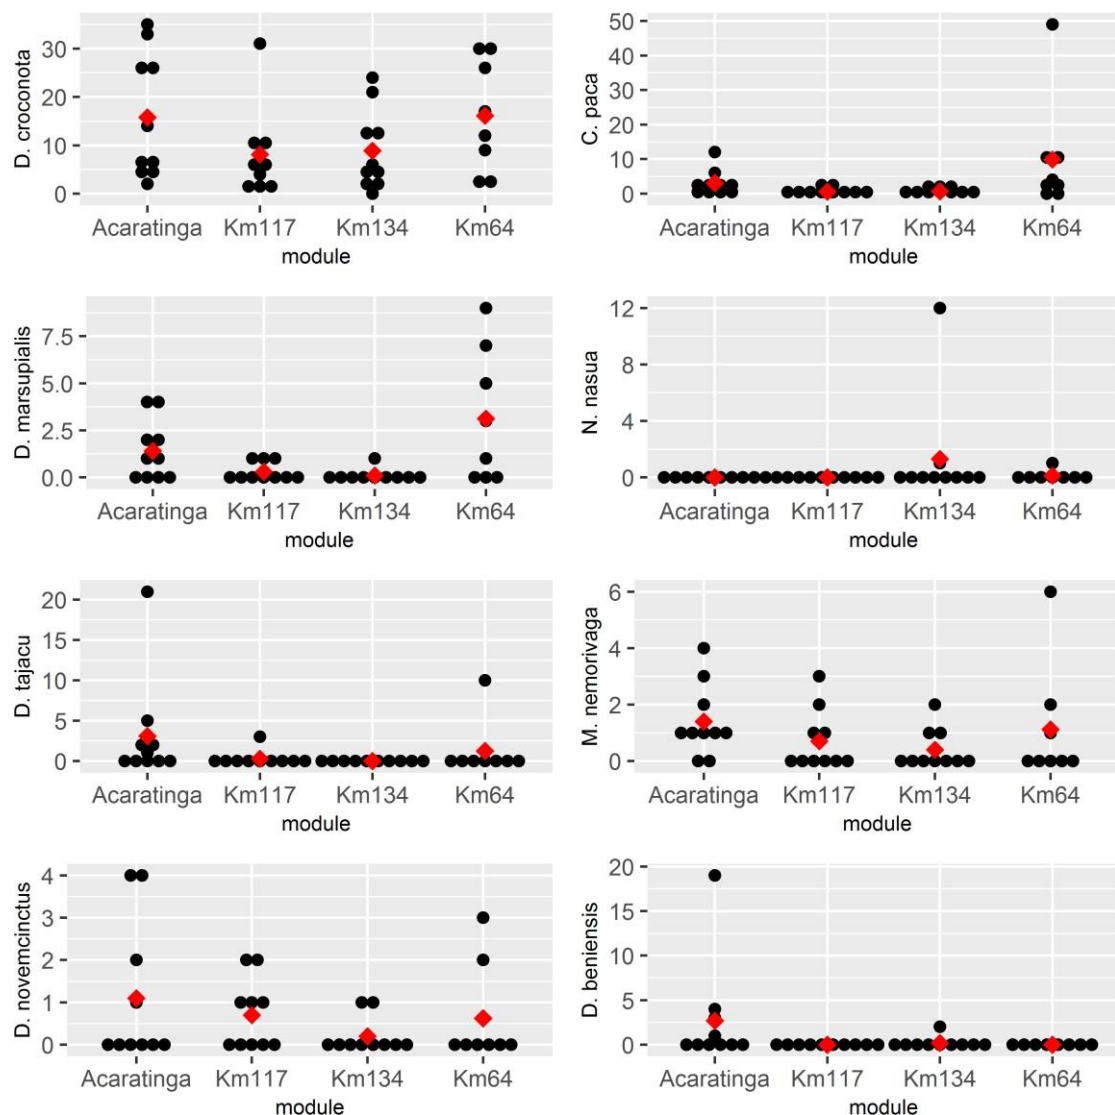 D. croconota
30
20
10
0
Acaratinga Km117 Km134 Km64
module
C. paca
50
40
30
20
10
0
Acaratinga Km117 Km134 Km64
module
D. marsupialis
7.5
5.0
2.5
0.0
Acaratinga Km117 Km134 Km64
module
N. nasua
12
8
4
0
Acaratinga Km117 Km134 Km64
module
D. tajacu
20
15
10
5
0
Acaratinga Km117 Km134 Km64
module
M. nemorivaga
6
4
2
0
Acaratinga Km117 Km134 Km64
module
D. novemcinctus
4
3
2
1
0
Acaratinga Km117 Km134 Km64
module
D. beniensis
20
15
10
5
0
Acaratinga Km117 Km134 Km64
module